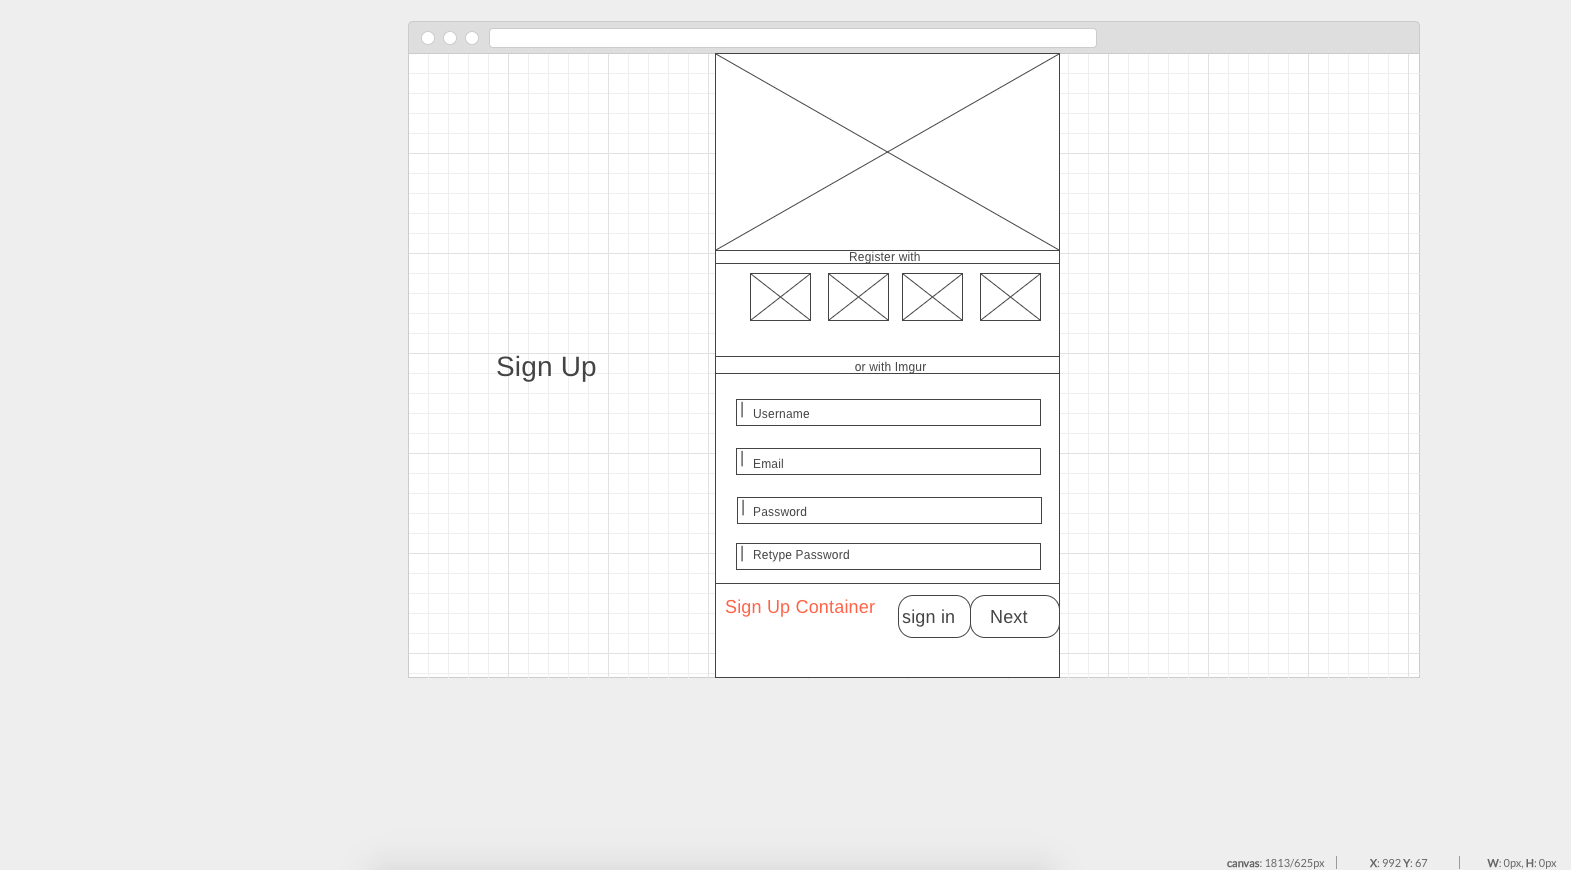 Register with
Sign Up
or with Imgur
Username
Email
Password
Retype Password
Sign Up Container
sign in
Next
canvas: 1813/625px
X: 992 Y: 67
W: 0px, H: 0px